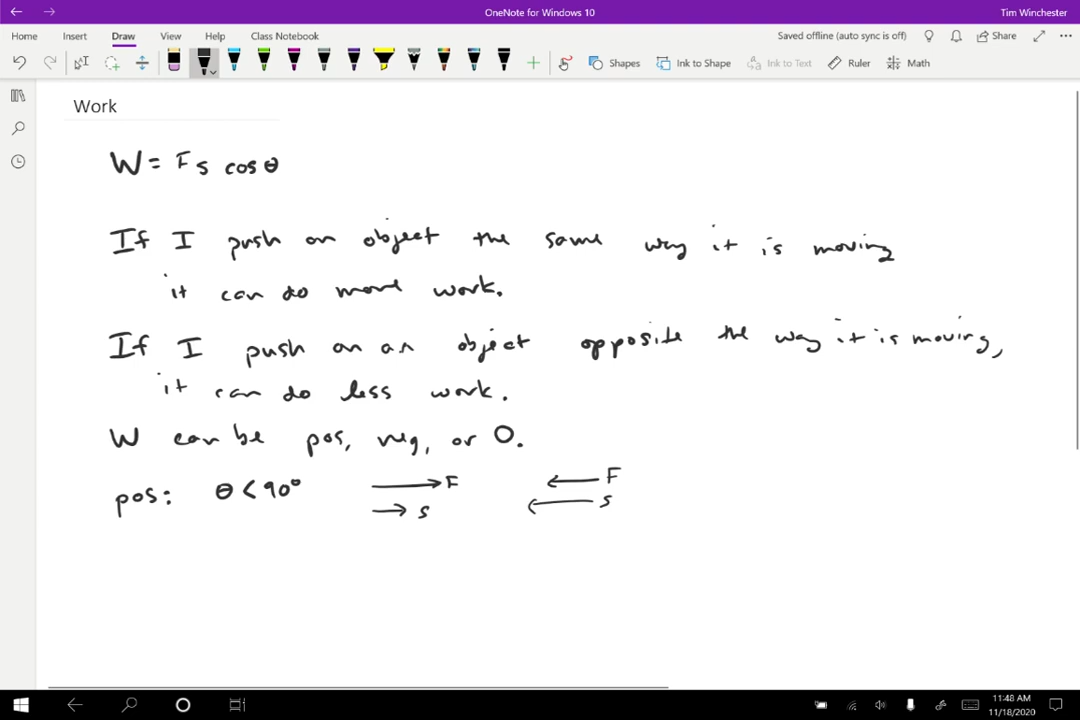 OneNote for Windows 10
Tim Winchester
Home Insert Draw View Help Class Notebook
Saved offline (auto sync is off) Share
Shapes Ink to Shape Ink to Text Ruler Math
Work
W = Fs cos θ
If I push on object the same way it is moving
it can do more work.
If I push on an object opposite the way it is moving,
it can do less work.
W can be pos, neg, or 0.
pos: θ < 90° → F ← F
→ s ← s
11:48 AM
11/18/2020